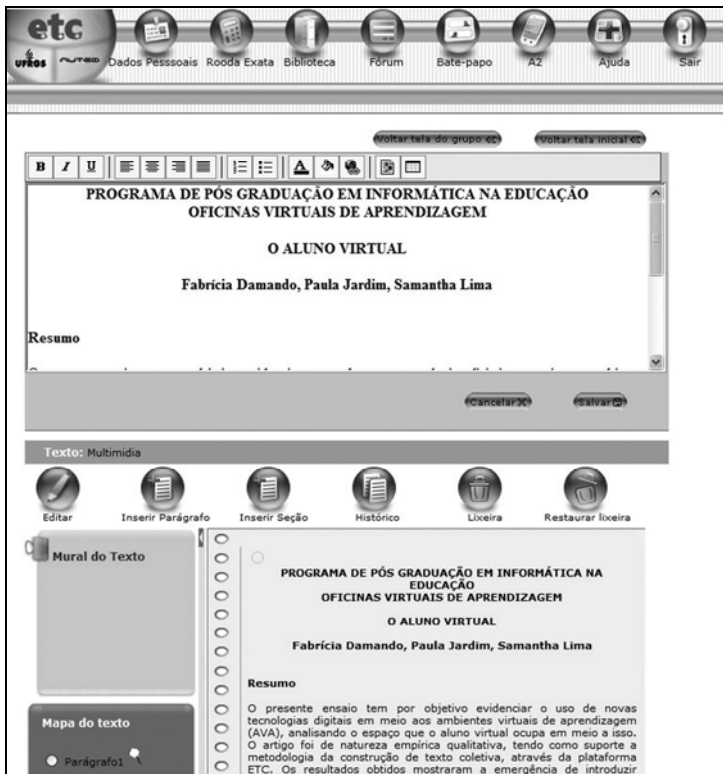 etc
UFRGS NUTED
Dados Pesssoais Rooda Exata Biblioteca Fórum Bate-papo A2 Ajuda Sair
Voltar tela do grupo Voltar tela inicial
B I U A
PROGRAMA DE PÓS GRADUAÇÃO EM INFORMÁTICA NA EDUCAÇÃO
OFICINAS VIRTUAIS DE APRENDIZAGEM
O ALUNO VIRTUAL
Fabrícia Damando, Paula Jardim, Samantha Lima
Resumo
Cancelar X Salvar
Texto: Multimidia
Editar Inserir Parágrafo Inserir Seção Histórico Lixeira Restaurar lixeira
Mural do Texto
PROGRAMA DE PÓS GRADUAÇÃO EM INFORMÁTICA NA
EDUCAÇÃO
OFICINAS VIRTUAIS DE APRENDIZAGEM
O ALUNO VIRTUAL
Fabrícia Damando, Paula Jardim, Samantha Lima
Resumo
O presente ensaio tem por objetivo evidenciar o uso de novas
tecnologias digitais em meio aos ambientes virtuais de aprendizagem
(AVA), analisando o espaço que o aluno virtual ocupa em meio a isso.
O artigo foi de natureza empírica qualitativa, tendo como suporte a
metodologia da construção de texto coletiva, através da plataforma
ETC. Os resultados obtidos mostraram a emergência de introduzir
Mapa do texto
Parágrafo1